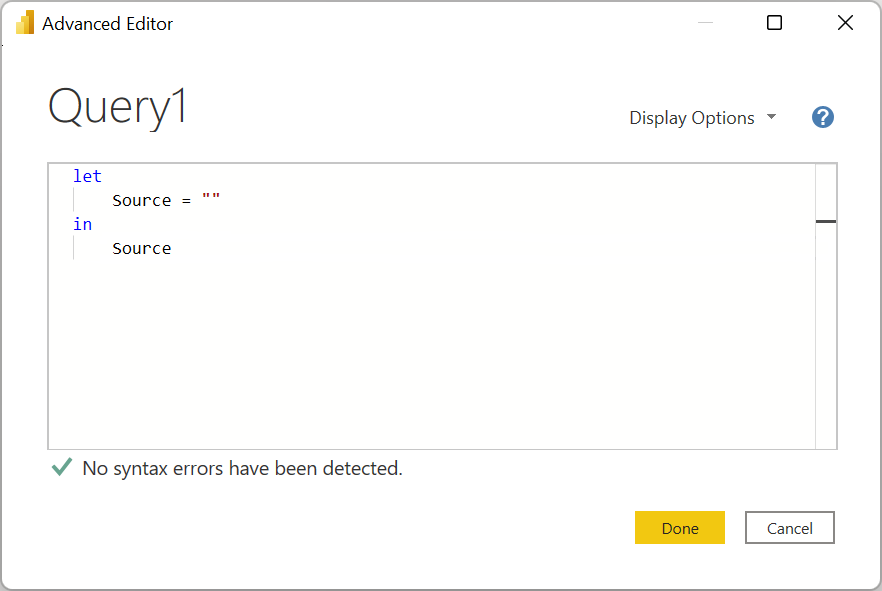 Advanced Editor
Query1
Display Options
?
let
    Source = ""
in
    Source
No syntax errors have been detected.
Done
Cancel